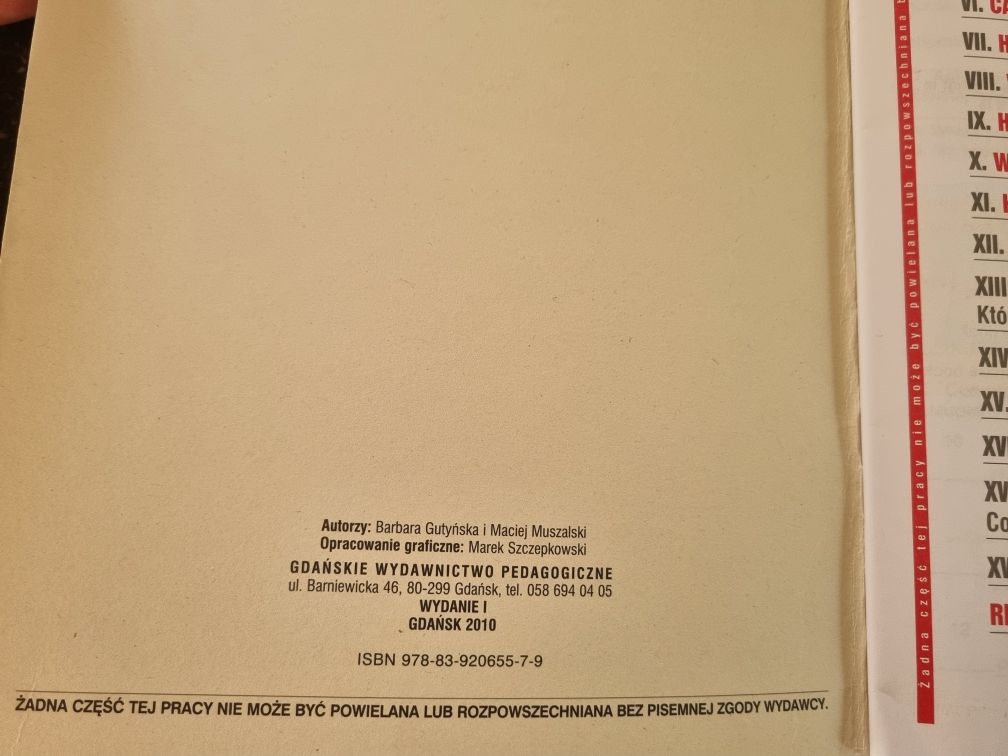 Autorzy: Barbara Gutyńska i Maciej Muszalski
Opracowanie graficzne: Marek Szczepkowski
GDAŃSKIE WYDAWNICTWO PEDAGOGICZNE
ul. Barniewicka 46, 80-299 Gdańsk, tel. 058 694 04 05
WYDANIE I
GDAŃSK 2010
ISBN 978-83-920655-7-9
ŻADNA CZĘŚĆ TEJ PRACY NIE MOŻE BYĆ POWIELANA LUB ROZPOWSZECHNIANA BEZ PISEMNEJ ZGODY WYDAWCY.
Żadna część tej pracy nie może być powielana lub rozpowszechniana
VI.
VII.
VIII.
IX.
X.
XI.
XII.
XIII
XIV
XV.